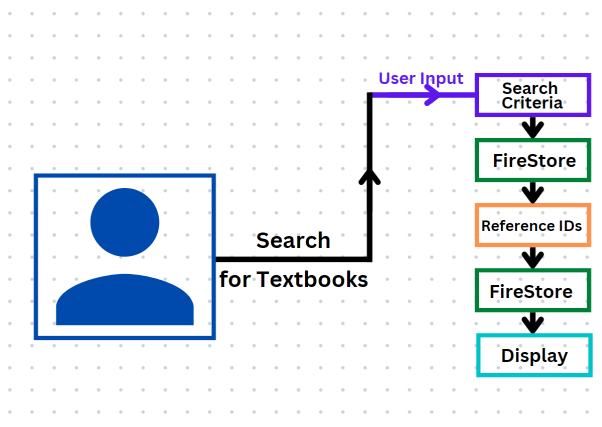 User Input
Search
Criteria
FireStore
Reference IDs
Search
for Textbooks
FireStore
Display